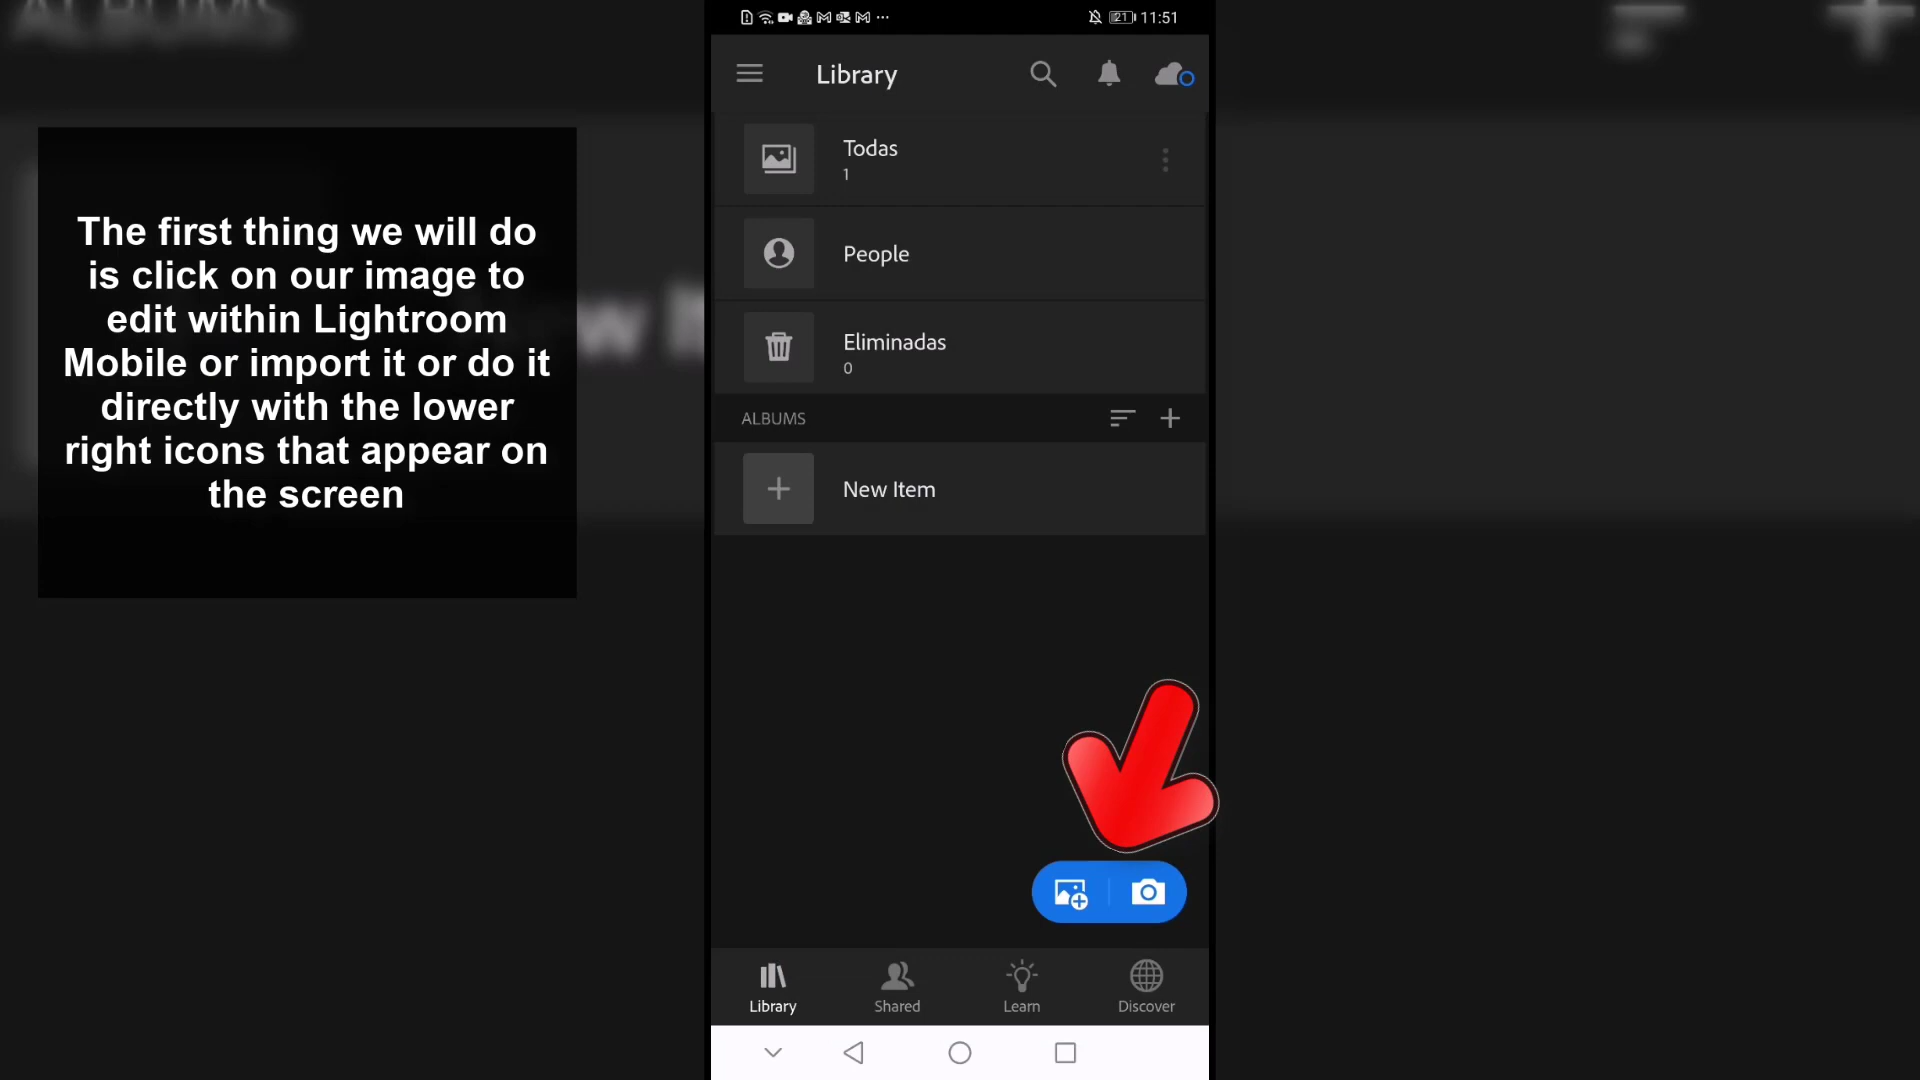 ALBUMS
21 11:51
Library
Todas
1
People
Eliminadas
0
ALBUMS
New Item
The first thing we will do
is click on our image to
edit within Lightroom
Mobile or import it or do it
directly with the lower
right icons that appear on
the screen
Library
Shared
Learn
Discover